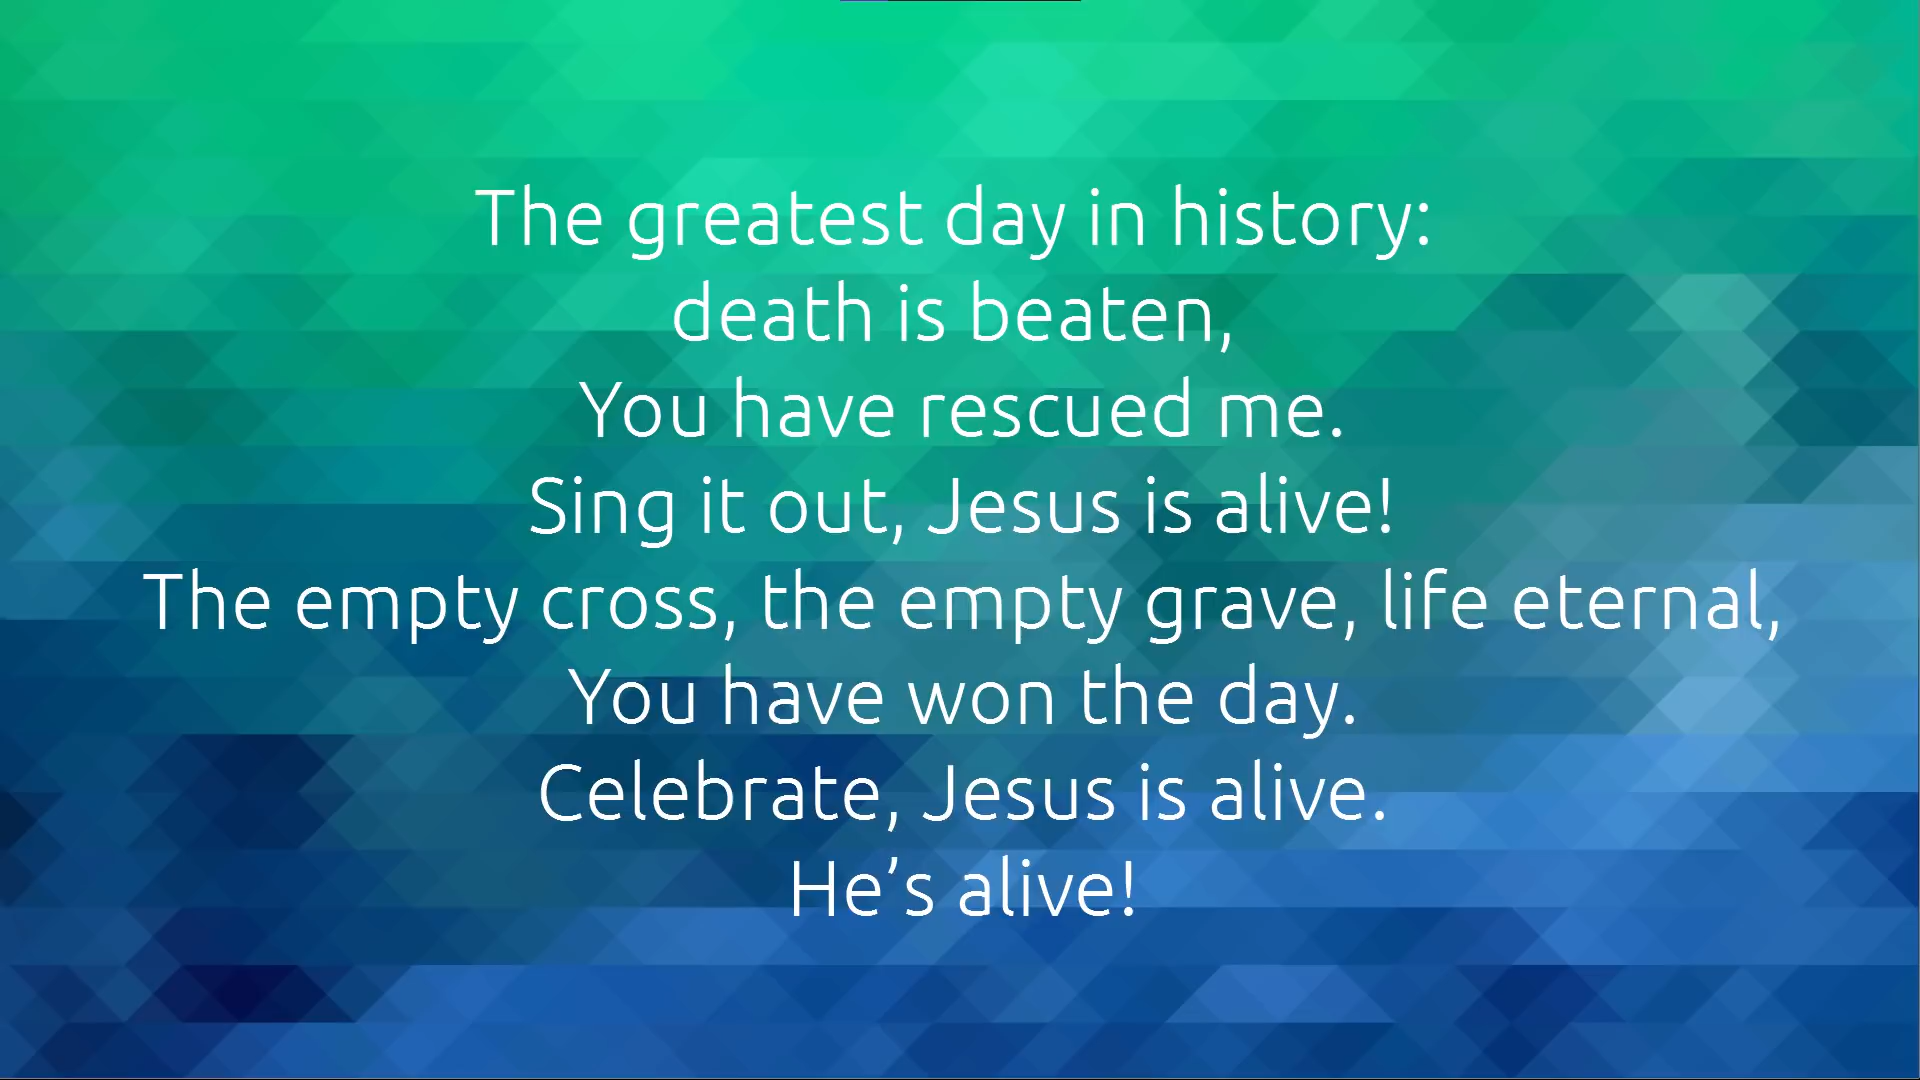 The greatest day in history:
death is beaten,
You have rescued me.
Sing it out, Jesus is alive!
The empty cross, the empty grave, life eternal,
You have won the day.
Celebrate, Jesus is alive.
He’s alive!